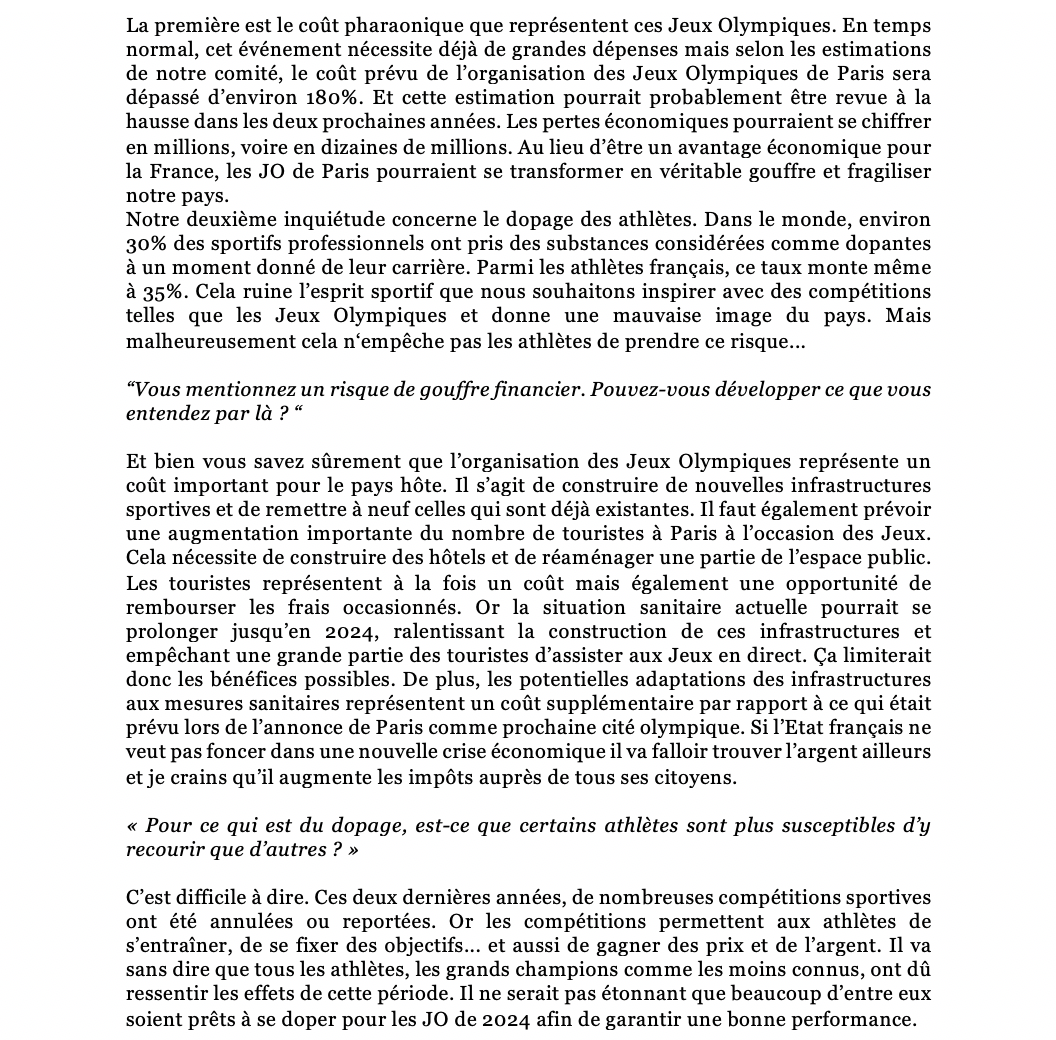 La première est le coût pharaonique que représentent ces Jeux Olympiques. En temps
normal, cet événement nécessite déjà de grandes dépenses mais selon les estimations
de notre comité, le coût prévu de l’organisation des Jeux Olympiques de Paris sera
dépassé d’environ 180%. Et cette estimation pourrait probablement être revue à la
hausse dans les deux prochaines années. Les pertes économiques pourraient se chiffrer
en millions, voire en dizaines de millions. Au lieu d’être un avantage économique pour
la France, les JO de Paris pourraient se transformer en véritable gouffre et fragiliser
notre pays.
Notre deuxième inquiétude concerne le dopage des athlètes. Dans le monde, environ
30% des sportifs professionnels ont pris des substances considérées comme dopantes
à un moment donné de leur carrière. Parmi les athlètes français, ce taux monte même
à 35%. Cela ruine l’esprit sportif que nous souhaitons inspirer avec des compétitions
telles que les Jeux Olympiques et donne une mauvaise image du pays. Mais
malheureusement cela n‘empêche pas les athlètes de prendre ce risque...
“Vous mentionnez un risque de gouffre financier. Pouvez-vous développer ce que vous
entendez par là ? “
Et bien vous savez sûrement que l’organisation des Jeux Olympiques représente un
coût important pour le pays hôte. Il s’agit de construire de nouvelles infrastructures
sportives et de remettre à neuf celles qui sont déjà existantes. Il faut également prévoir
une augmentation importante du nombre de touristes à Paris à l’occasion des Jeux.
Cela nécessite de construire des hôtels et de réaménager une partie de l’espace public.
Les touristes représentent à la fois un coût mais également une opportunité de
rembourser les frais occasionnés. Or la situation sanitaire actuelle pourrait se
prolonger jusqu’en 2024, ralentissant la construction de ces infrastructures et
empêchant une grande partie des touristes d’assister aux Jeux en direct. Ça limiterait
donc les bénéfices possibles. De plus, les potentielles adaptations des infrastructures
aux mesures sanitaires représentent un coût supplémentaire par rapport à ce qui était
prévu lors de l’annonce de Paris comme prochaine cité olympique. Si l’Etat français ne
veut pas foncer dans une nouvelle crise économique il va falloir trouver l’argent ailleurs
et je crains qu’il augmente les impôts auprès de tous ses citoyens.
« Pour ce qui est du dopage, est-ce que certains athlètes sont plus susceptibles d’y
recourir que d’autres ? »
C’est difficile à dire. Ces deux dernières années, de nombreuses compétitions sportives
ont été annulées ou reportées. Or les compétitions permettent aux athlètes de
s’entraîner, de se fixer des objectifs... et aussi de gagner des prix et de l’argent. Il va
sans dire que tous les athlètes, les grands champions comme les moins connus, ont dû
ressentir les effets de cette période. Il ne serait pas étonnant que beaucoup d’entre eux
soient prêts à se doper pour les JO de 2024 afin de garantir une bonne performance.